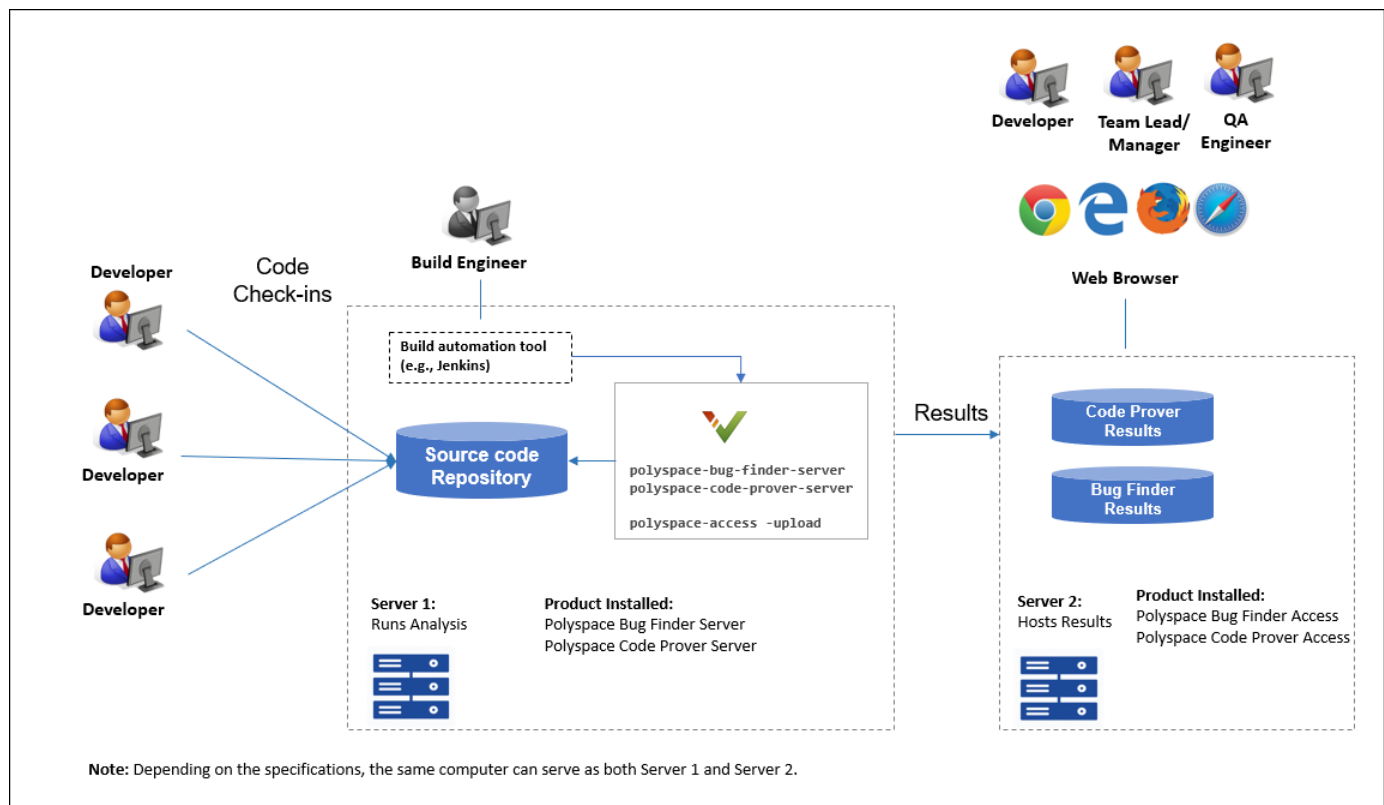 Developer
Team Lead/
Manager
QA
Engineer
Build Engineer
Web Browser
Developer
Code
Check-ins
Build automation tool
(e.g., Jenkins)
Developer
Source code
Repository
polyspace-bug-finder-server
polyspace-code-prover-server
polyspace-access -upload
Results
Code Prover
Results
Bug Finder
Results
Developer
Server 1:
Runs Analysis
Product Installed:
Polyspace Bug Finder Server
Polyspace Code Prover Server
Server 2:
Hosts Results
Product Installed:
Polyspace Bug Finder Access
Polyspace Code Prover Access
Note: Depending on the specifications, the same computer can serve as both Server 1 and Server 2.